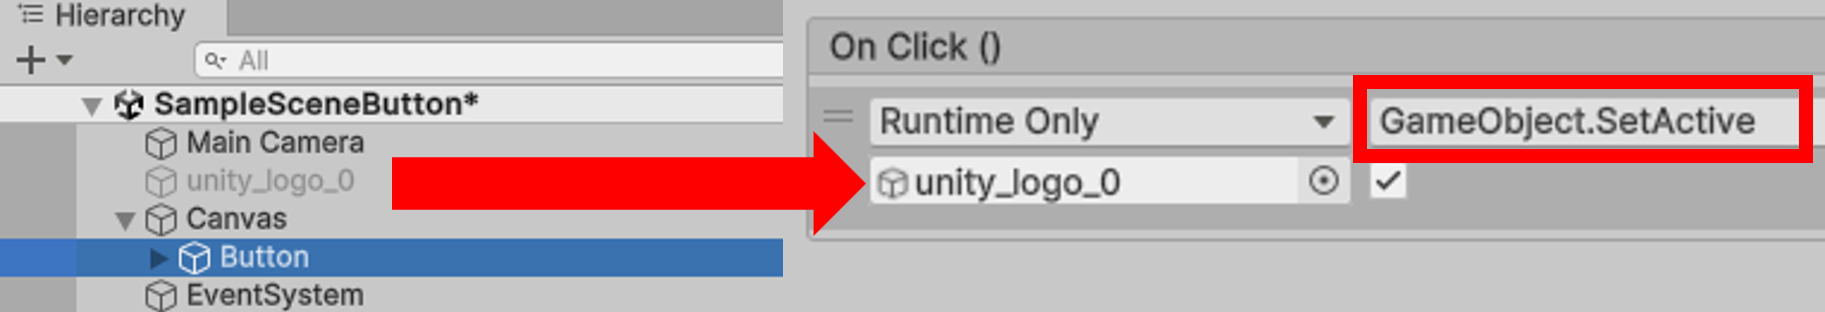 Hierarchy
All
SampleSceneButton*
Main Camera
unity_logo_0
Canvas
Button
EventSystem
On Click ()
Runtime Only
GameObject.SetActive
unity_logo_0